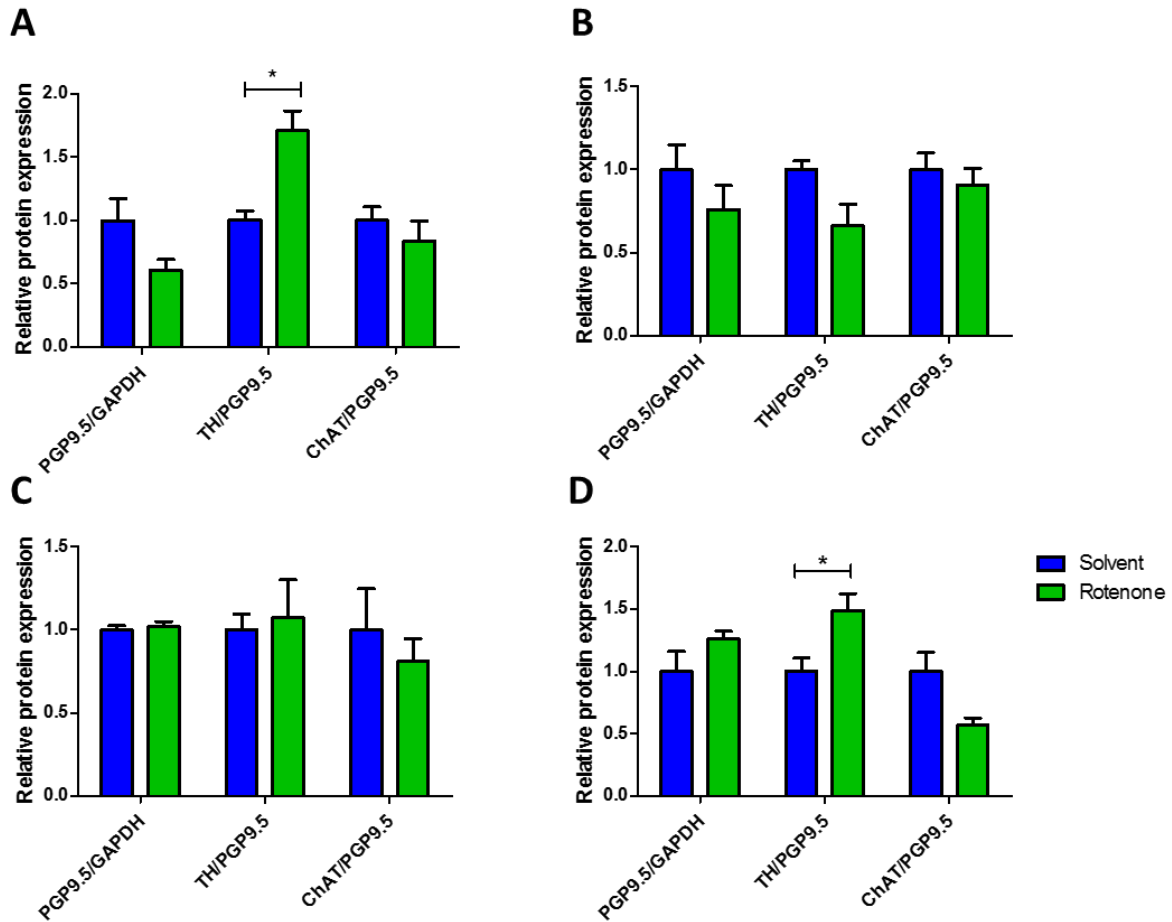 A
Relative protein expression
2.0
1.5
1.0
0.5
0.0
*
PGP9.5/GAPDH
TH/PGP9.5
ChAT/PGP9.5
B
Relative protein expression
1.5
1.0
0.5
0.0
PGP9.5/GAPDH
TH/PGP9.5
ChAT/PGP9.5
C
Relative protein expression
1.5
1.0
0.5
0.0
PGP9.5/GAPDH
TH/PGP9.5
ChAT/PGP9.5
D
Relative protein expression
2.0
1.5
1.0
0.5
0.0
*
PGP9.5/GAPDH
TH/PGP9.5
ChAT/PGP9.5
Solvent
Rotenone